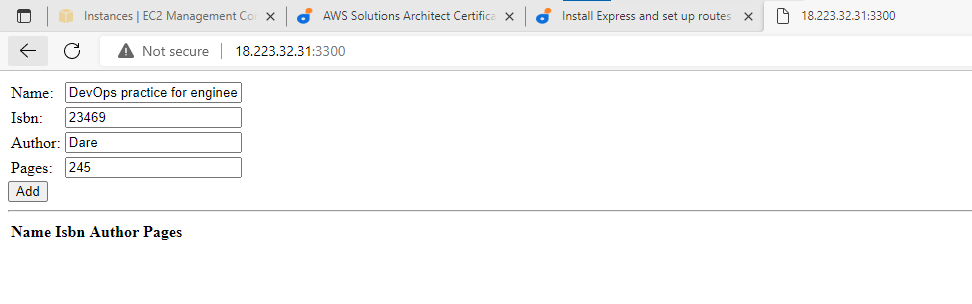 Instances | EC2 Management Co
AWS Solutions Architect Certifica
Install Express and set up routes
18.223.32.31:3300
Not secure
18.223.32.31:3300
Name: DevOps practice for enginee
Isbn: 23469
Author: Dare
Pages: 245
Add
Name Isbn Author Pages